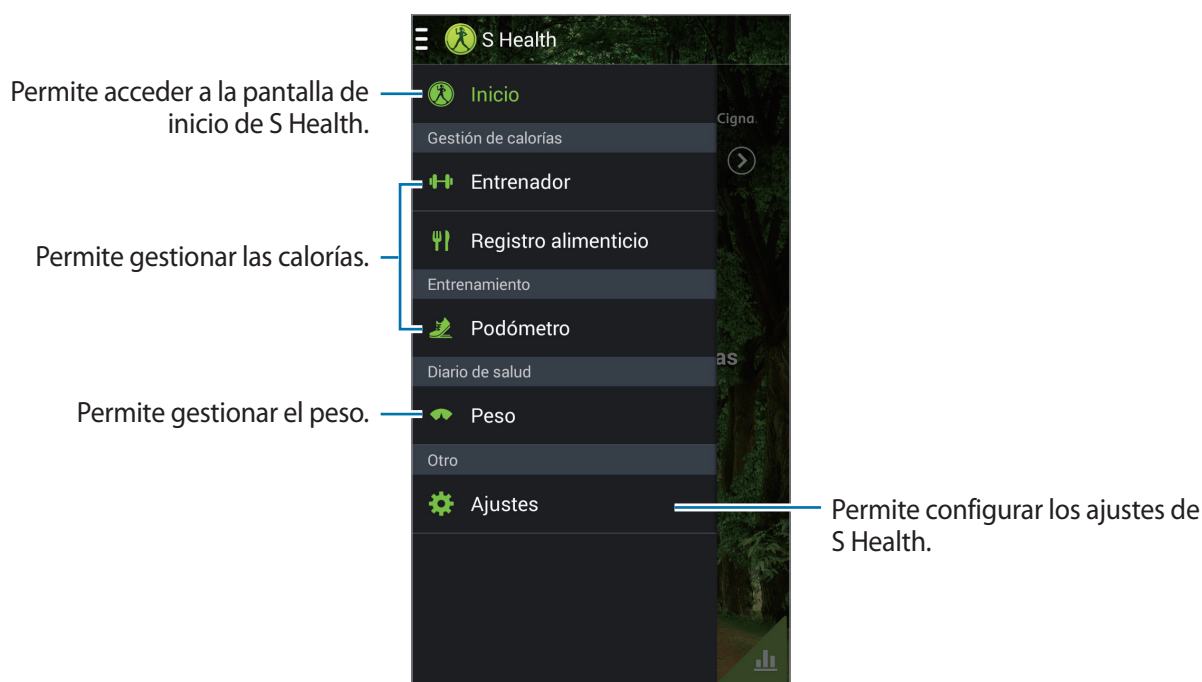 S Health
Permite acceder a la pantalla de
inicio de S Health.
Inicio
Cigna.
Gestión de calorías
Entrenador
Permite gestionar las calorías.
Registro alimenticio
Entrenamiento
Podómetro
as
Diario de salud
Permite gestionar el peso.
Peso
Otro
Ajustes
Permite configurar los ajustes de
S Health.